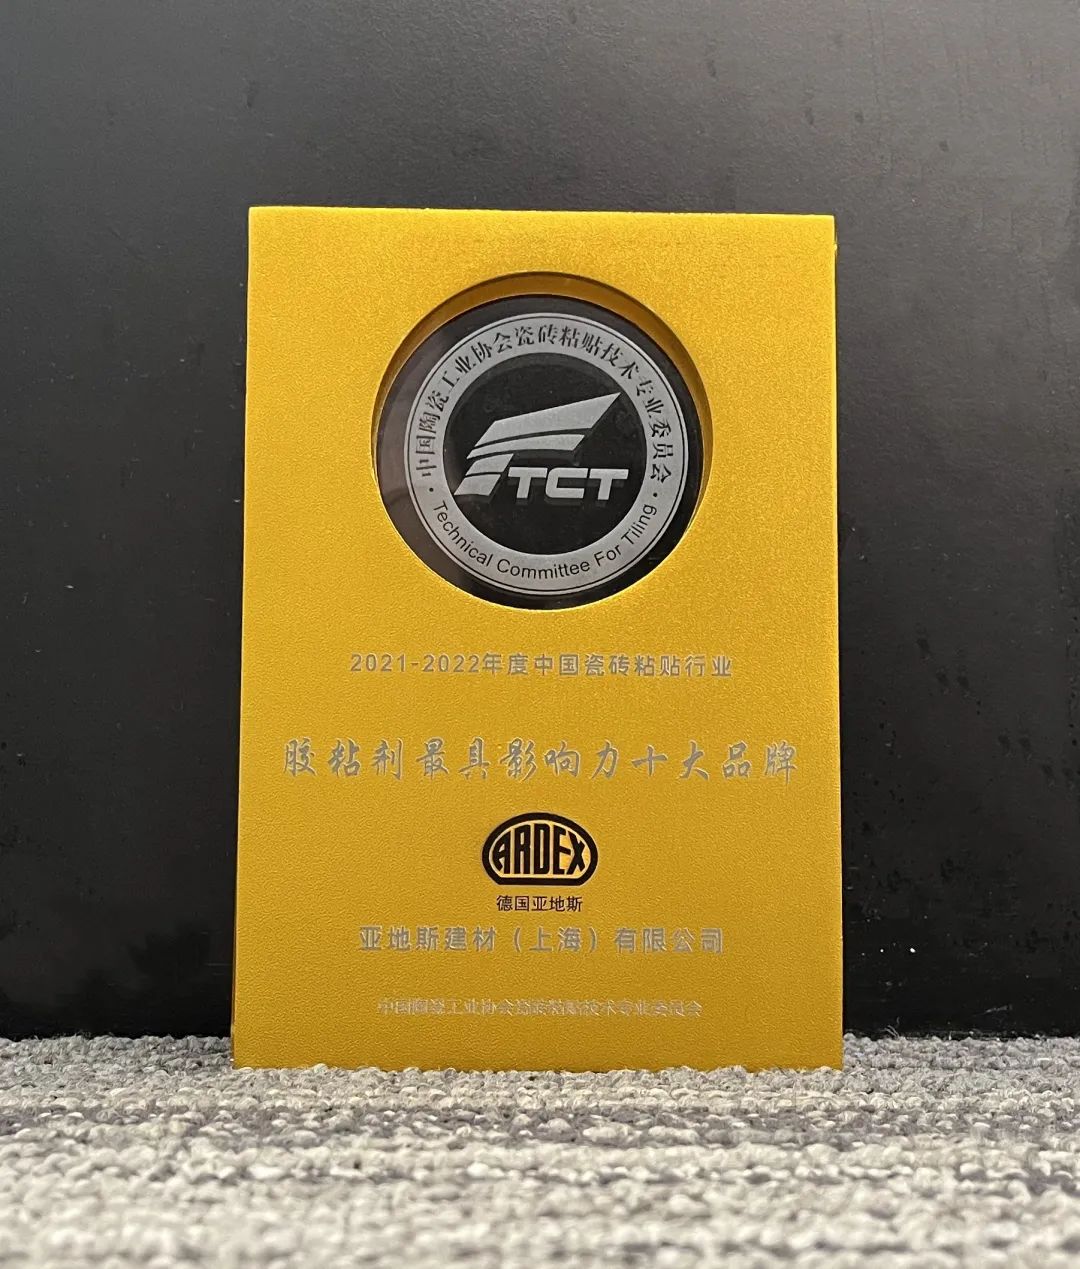 中国陶瓷工业协会瓷砖粘贴技术专业委员会
TCT
· Technical Committee For Tiling ·
2021-2022年度中国瓷砖粘贴行业
胶粘剂最具影响力十大品牌
ARDEX
德国亚地斯
亚地斯建材（上海）有限公司
中国陶瓷工业协会瓷砖粘贴技术专业委员会